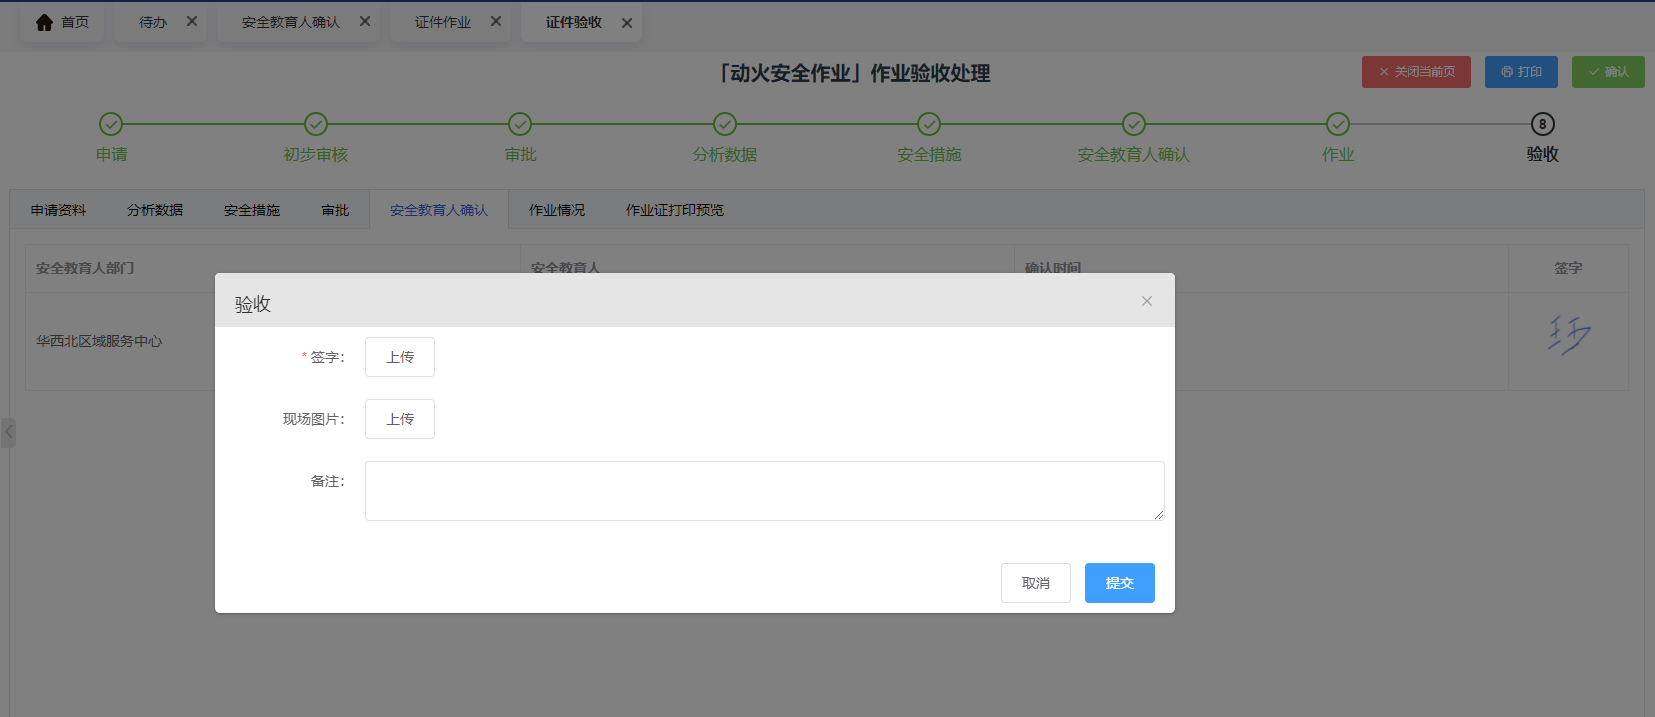 首页
待办
安全教育人确认
证件作业
证件验收
「动火安全作业」作业验收处理
关闭当前页
打印
确认
申请
初步审核
审批
分析数据
安全措施
安全教育人确认
作业
8
验收
申请资料
分析数据
安全措施
审批
安全教育人确认
作业情况
作业证打印预览
安全教育人部门
安全教育人
确认时间
签字
华西北区域服务中心
验收
* 签字：
上传
现场图片：
上传
备注：
取消
提交